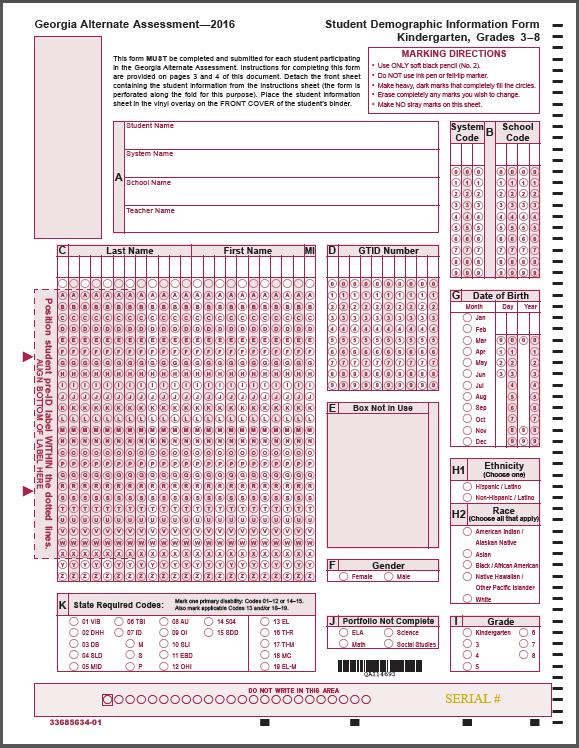 Georgia Alternate Assessment—2016
Student Demographic Information Form
Kindergarten, Grades 3–8
This form MUST be completed and submitted for each student participating
in the Georgia Alternate Assessment. Instructions for completing this form
are provided on pages 3 and 4 of this document. Detach the front sheet
containing the student information from the instructions sheet (the form is
perforated along the fold for this purpose). Place the student information
sheet in the vinyl overlay on the FRONT COVER of the student's binder.
MARKING DIRECTIONS
• Use ONLY soft black pencil (No. 2).
• Do NOT use ink pen or felt-tip marker.
• Make heavy, dark marks that completely fill the circles.
• Erase completely any marks you wish to change.
• Make NO stray marks on this sheet.
A
Student Name
System Name
School Name
Teacher Name
System Code
B
School Code
C Last Name First Name MI
D GTID Number
Position student pre-ID label WITHIN the dotted lines.
ALIGN BOTTOM OF LABEL HERE
E Box Not in Use
F Gender
Female Male
G Date of Birth
Month Day Year
Jan
Feb
Mar
Apr
May
Jun
Jul
Aug
Sep
Oct
Nov
Dec
H1 Ethnicity
(Choose one)
Hispanic / Latino
Non-Hispanic / Latino
H2 Race
(Choose all that apply)
American Indian /
Alaskan Native
Asian
Black / African American
Native Hawaiian /
Other Pacific Islander
White
K State Required Codes:
Mark one primary disability: Codes 01–12 or 14–15.
Also mark applicable Codes 13 and/or 16–19.
01 VIB 06 TBI 08 AU 14 504 13 EL
02 DHH 07 ID 09 OI 15 SDD 16 TH-R
03 DB M 10 SLI 17 TH-M
04 SLD S 11 EBD 18 MC
05 MID P 12 OHI 19 EL-M
J Portfolio Not Complete
ELA Science
Math Social Studies
I Grade
Kindergarten 6
3 7
4 8
5
DO NOT WRITE IN THIS AREA
SERIAL #
33685634-01